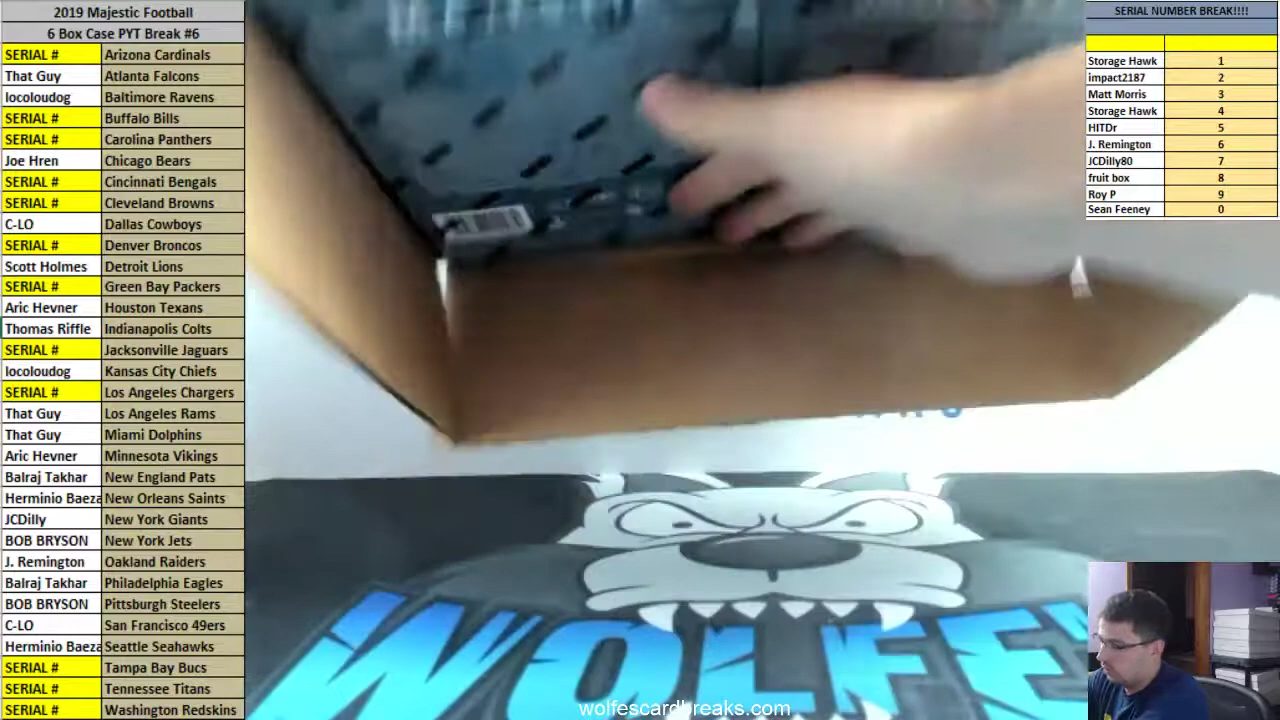 2019 Majestic Football
6 Box Case PYT Break #6
SERIAL # Arizona Cardinals
That Guy Atlanta Falcons
locoloudog Baltimore Ravens
SERIAL # Buffalo Bills
SERIAL # Carolina Panthers
Joe Hren Chicago Bears
SERIAL # Cincinnati Bengals
SERIAL # Cleveland Browns
C-LO Dallas Cowboys
SERIAL # Denver Broncos
Scott Holmes Detroit Lions
SERIAL # Green Bay Packers
Aric Hevner Houston Texans
Thomas Riffle Indianapolis Colts
SERIAL # Jacksonville Jaguars
locoloudog Kansas City Chiefs
SERIAL # Los Angeles Chargers
That Guy Los Angeles Rams
That Guy Miami Dolphins
Aric Hevner Minnesota Vikings
Balraj Takhar New England Pats
Herminio Baeza New Orleans Saints
JCDilly New York Giants
BOB BRYSON New York Jets
J. Remington Oakland Raiders
Balraj Takhar Philadelphia Eagles
BOB BRYSON Pittsburgh Steelers
C-LO San Francisco 49ers
Herminio Baeza Seattle Seahawks
SERIAL # Tampa Bay Bucs
SERIAL # Tennessee Titans
SERIAL # Washington Redskins
SERIAL NUMBER BREAK!!!!
Storage Hawk 1
impact2187 2
Matt Morris 3
Storage Hawk 4
HITDr 5
J. Remington 6
JCDilly80 7
fruit box 8
Roy P 9
Sean Feeney 0
WOLFE'
wolfescardbreaks.com